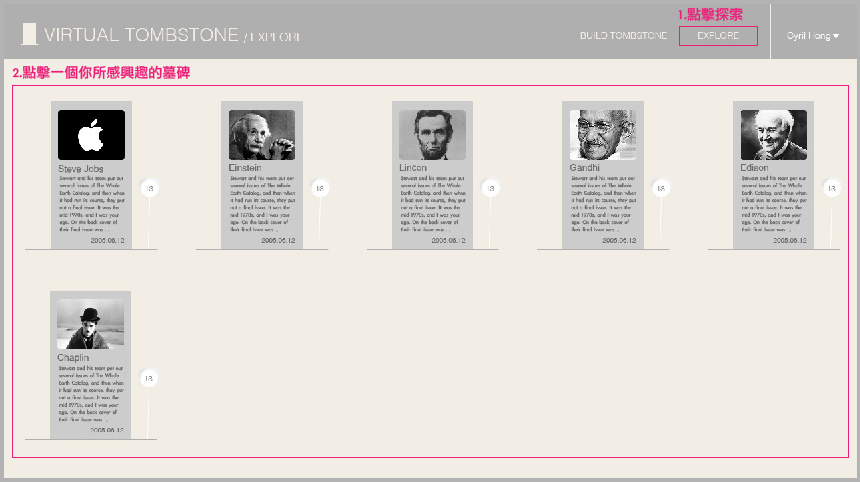 1.點擊探索
VIRTUAL TOMBSTONE / EXPLORE
BUILD TOMBSTONE
EXPLORE
Cyril Hong
2.點擊一個你所感興趣的墓碑
Steve Jobs
Stewart and his team put out
several issues of The Whole
Earth Catalog, and then when
it had run its course, they put
out a final issue. It was the
mid 1970s, and I was your
age. On the back cover of
their final issue was ...
2005.06.12
13
Einstein
Stewart and his team put out
several issues of The Whole
Earth Catalog, and then when
it had run its course, they put
out a final issue. It was the
mid 1970s, and I was your
age. On the back cover of
their final issue was ...
2005.06.12
13
Lincon
Stewart and his team put out
several issues of The Whole
Earth Catalog, and then when
it had run its course, they put
out a final issue. It was the
mid 1970s, and I was your
age. On the back cover of
their final issue was ...
2005.06.12
13
Gandhi
Stewart and his team put out
several issues of The Whole
Earth Catalog, and then when
it had run its course, they put
out a final issue. It was the
mid 1970s, and I was your
age. On the back cover of
their final issue was ...
2005.06.12
13
Edison
Stewart and his team put out
several issues of The Whole
Earth Catalog, and then when
it had run its course, they put
out a final issue. It was the
mid 1970s, and I was your
age. On the back cover of
their final issue was ...
2005.06.12
13
Chaplin
Stewart and his team put out
several issues of The Whole
Earth Catalog, and then when
it had run its course, they put
out a final issue. It was the
mid 1970s, and I was your
age. On the back cover of
their final issue was ...
2005.06.12
13